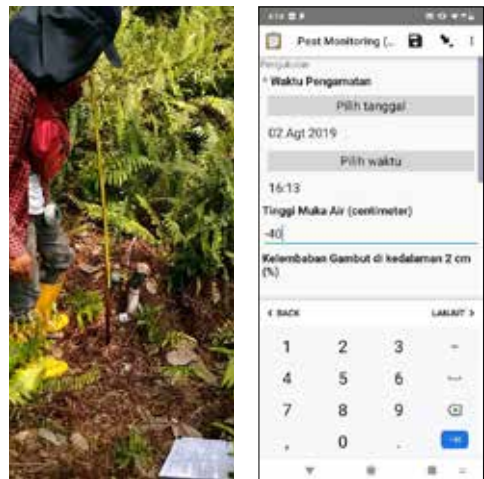 Peat Monitoring (...
Pengukuran
* Waktu Pengamatan
Pilih tanggal
02.Agt 2019
Pilih waktu
16:13
Tinggi Muka Air (centimeter)
-40
Kelembaban Gambut di kedalaman 2 cm
(%)
< BACK
LANJUT >
1 2 3 -
4 5 6
7 8 9
, 0 .